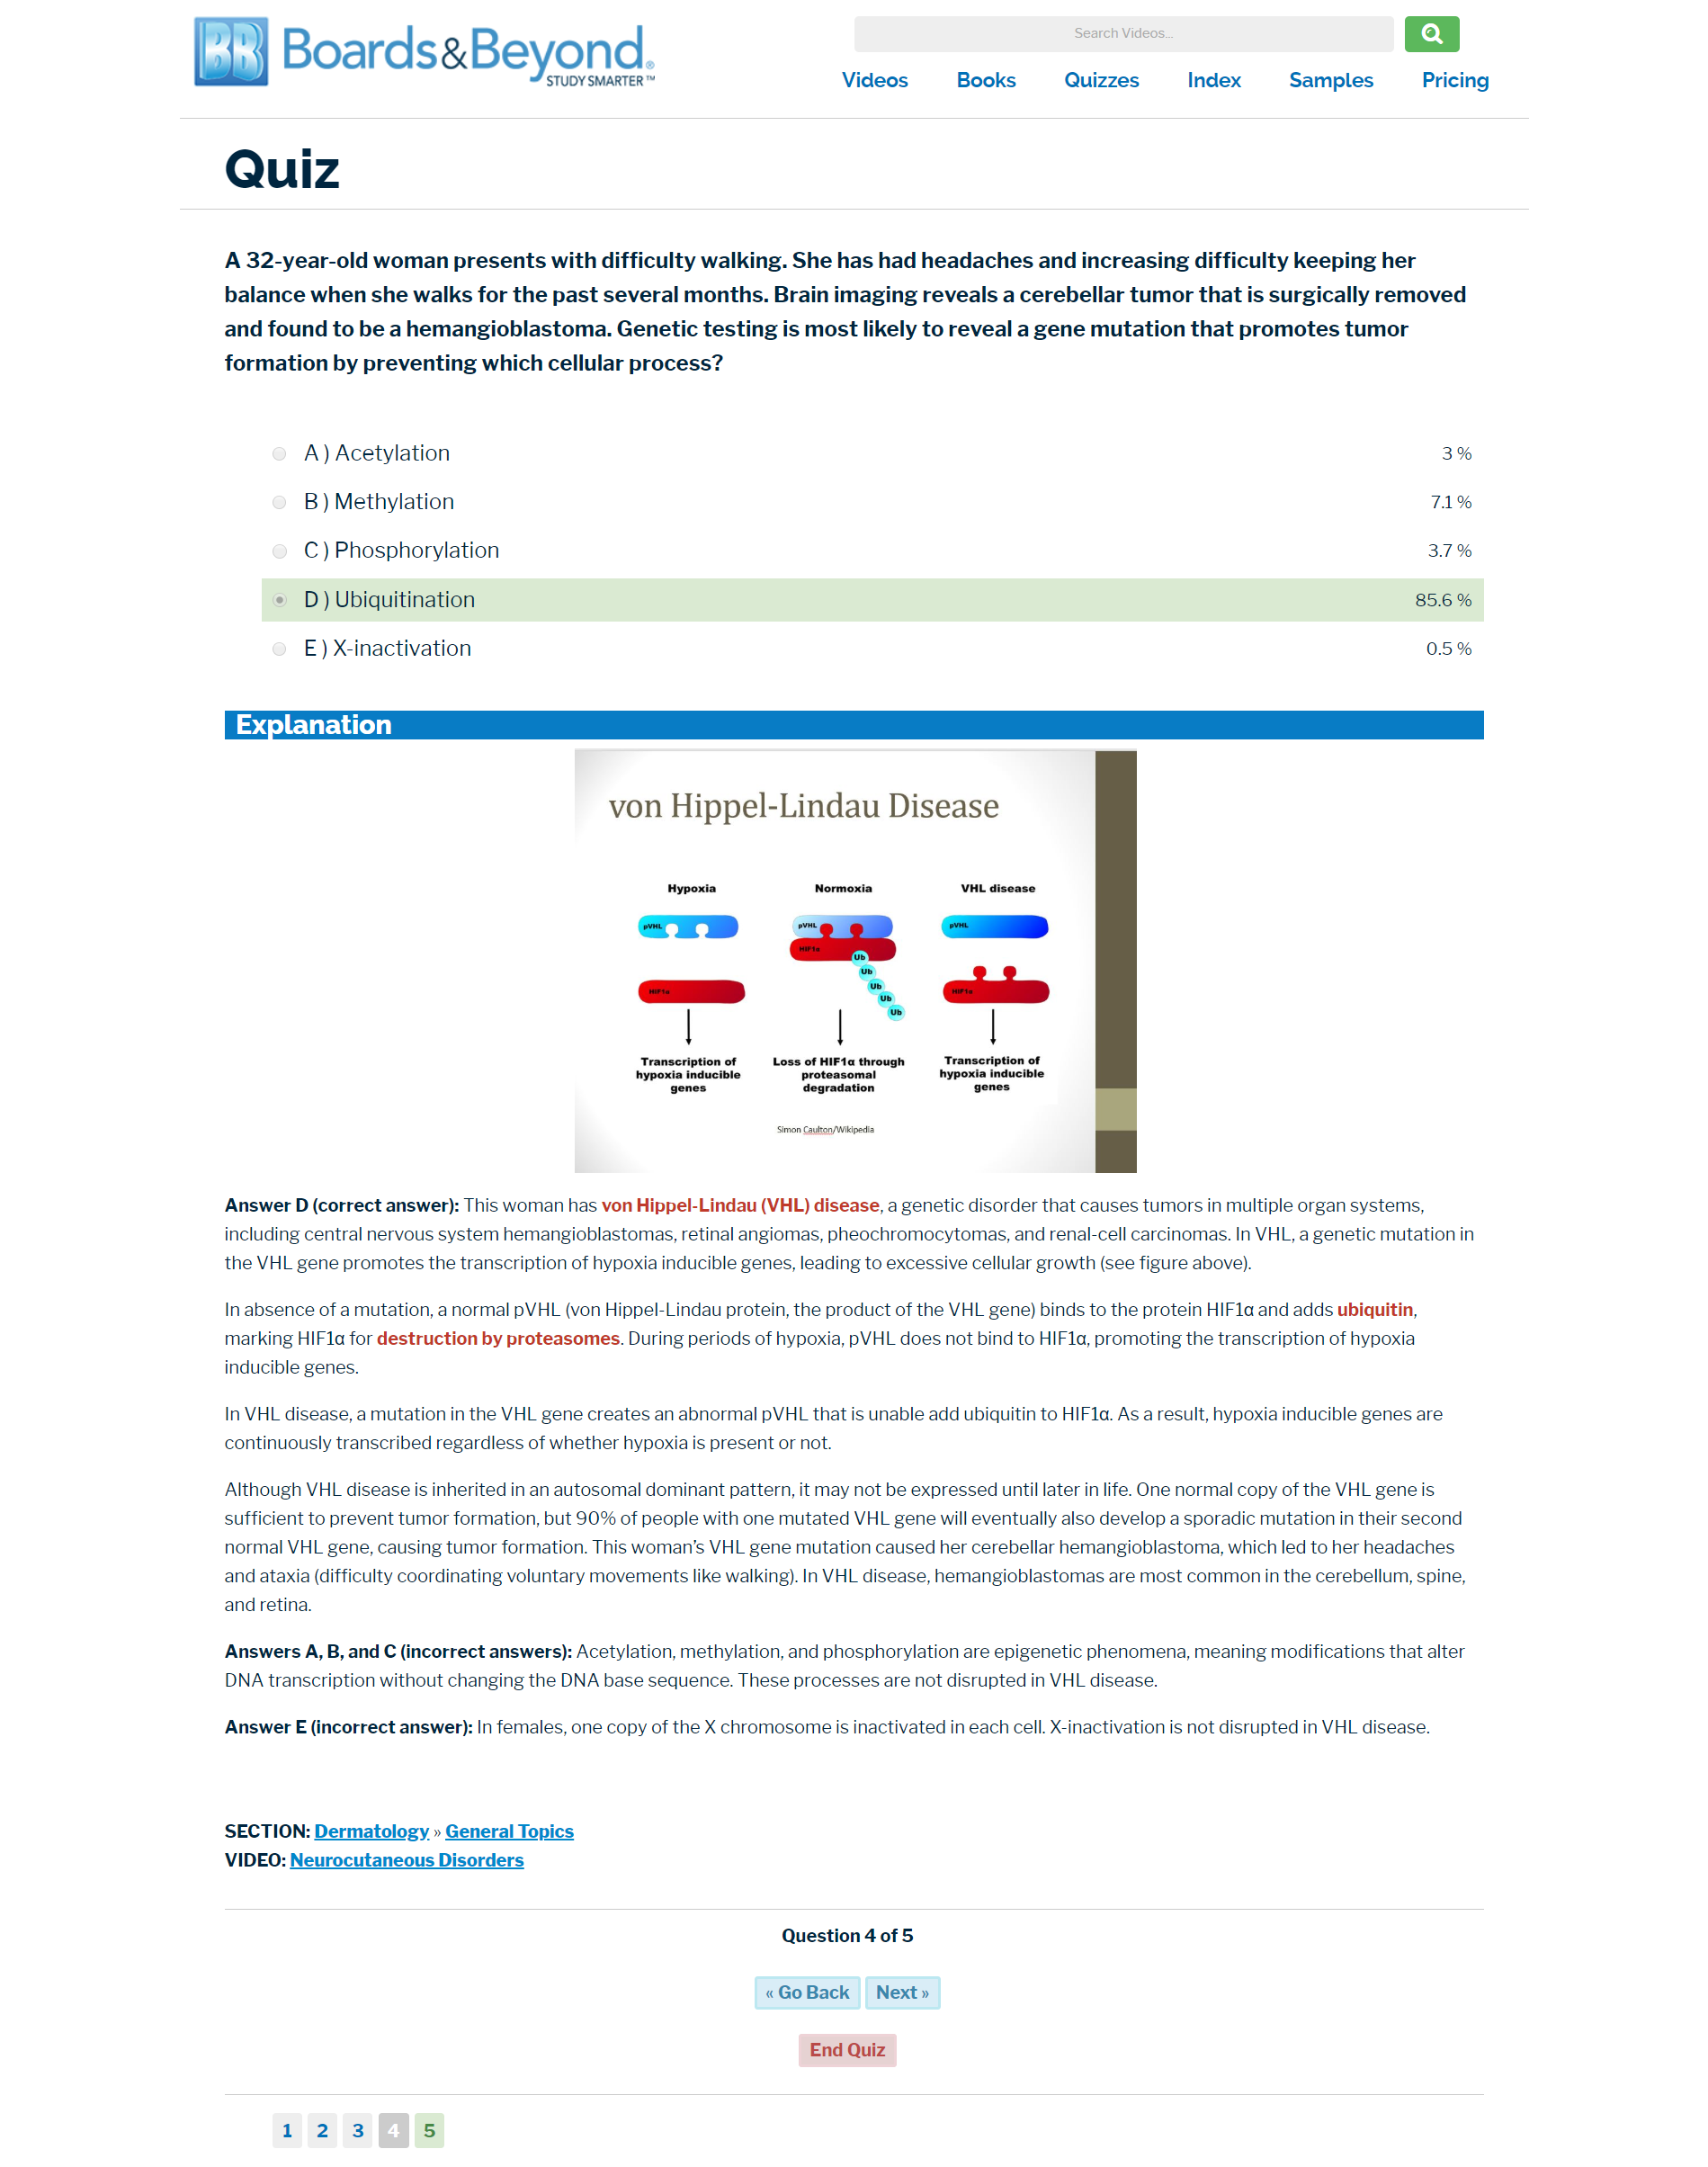 BB Boards&Beyond®
STUDY SMARTER™
Search Videos...
Videos Books Quizzes Index Samples Pricing
Quiz
A 32-year-old woman presents with difficulty walking. She has had headaches and increasing difficulty keeping her
balance when she walks for the past several months. Brain imaging reveals a cerebellar tumor that is surgically removed
and found to be a hemangioblastoma. Genetic testing is most likely to reveal a gene mutation that promotes tumor
formation by preventing which cellular process?
A ) Acetylation 3 %
B ) Methylation 7.1 %
C ) Phosphorylation 3.7 %
D ) Ubiquitination 85.6 %
E ) X-inactivation 0.5 %
Explanation
von Hippel-Lindau Disease
Hypoxia Normoxia VHL disease
pVHL pVHL pVHL
HIF1α HIF1α HIF1α
Ub
Ub
Ub
Ub
Ub
Transcription of
hypoxia inducible
genes
Loss of HIF1α through
proteasomal
degradation
Transcription of
hypoxia inducible
genes
Simon Caulton/Wikipedia
Answer D (correct answer): This woman has von Hippel-Lindau (VHL) disease, a genetic disorder that causes tumors in multiple organ systems,
including central nervous system hemangioblastomas, retinal angiomas, pheochromocytomas, and renal-cell carcinomas. In VHL, a genetic mutation in
the VHL gene promotes the transcription of hypoxia inducible genes, leading to excessive cellular growth (see figure above).
In absence of a mutation, a normal pVHL (von Hippel-Lindau protein, the product of the VHL gene) binds to the protein HIF1α and adds ubiquitin,
marking HIF1α for destruction by proteasomes. During periods of hypoxia, pVHL does not bind to HIF1α, promoting the transcription of hypoxia
inducible genes.
In VHL disease, a mutation in the VHL gene creates an abnormal pVHL that is unable add ubiquitin to HIF1α. As a result, hypoxia inducible genes are
continuously transcribed regardless of whether hypoxia is present or not.
Although VHL disease is inherited in an autosomal dominant pattern, it may not be expressed until later in life. One normal copy of the VHL gene is
sufficient to prevent tumor formation, but 90% of people with one mutated VHL gene will eventually also develop a sporadic mutation in their second
normal VHL gene, causing tumor formation. This woman’s VHL gene mutation caused her cerebellar hemangioblastoma, which led to her headaches
and ataxia (difficulty coordinating voluntary movements like walking). In VHL disease, hemangioblastomas are most common in the cerebellum, spine,
and retina.
Answers A, B, and C (incorrect answers): Acetylation, methylation, and phosphorylation are epigenetic phenomena, meaning modifications that alter
DNA transcription without changing the DNA base sequence. These processes are not disrupted in VHL disease.
Answer E (incorrect answer): In females, one copy of the X chromosome is inactivated in each cell. X-inactivation is not disrupted in VHL disease.
SECTION: Dermatology » General Topics
VIDEO: Neurocutaneous Disorders
Question 4 of 5
« Go Back Next »
End Quiz
1 2 3 4 5